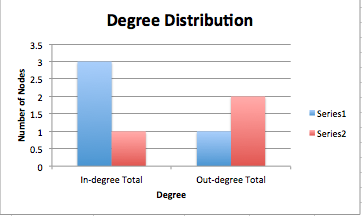 Degree Distribution
Number of Nodes
3.5
3
2.5
2
1.5
1
0.5
0
In-degree Total
Out-degree Total
Degree
Series1
Series2